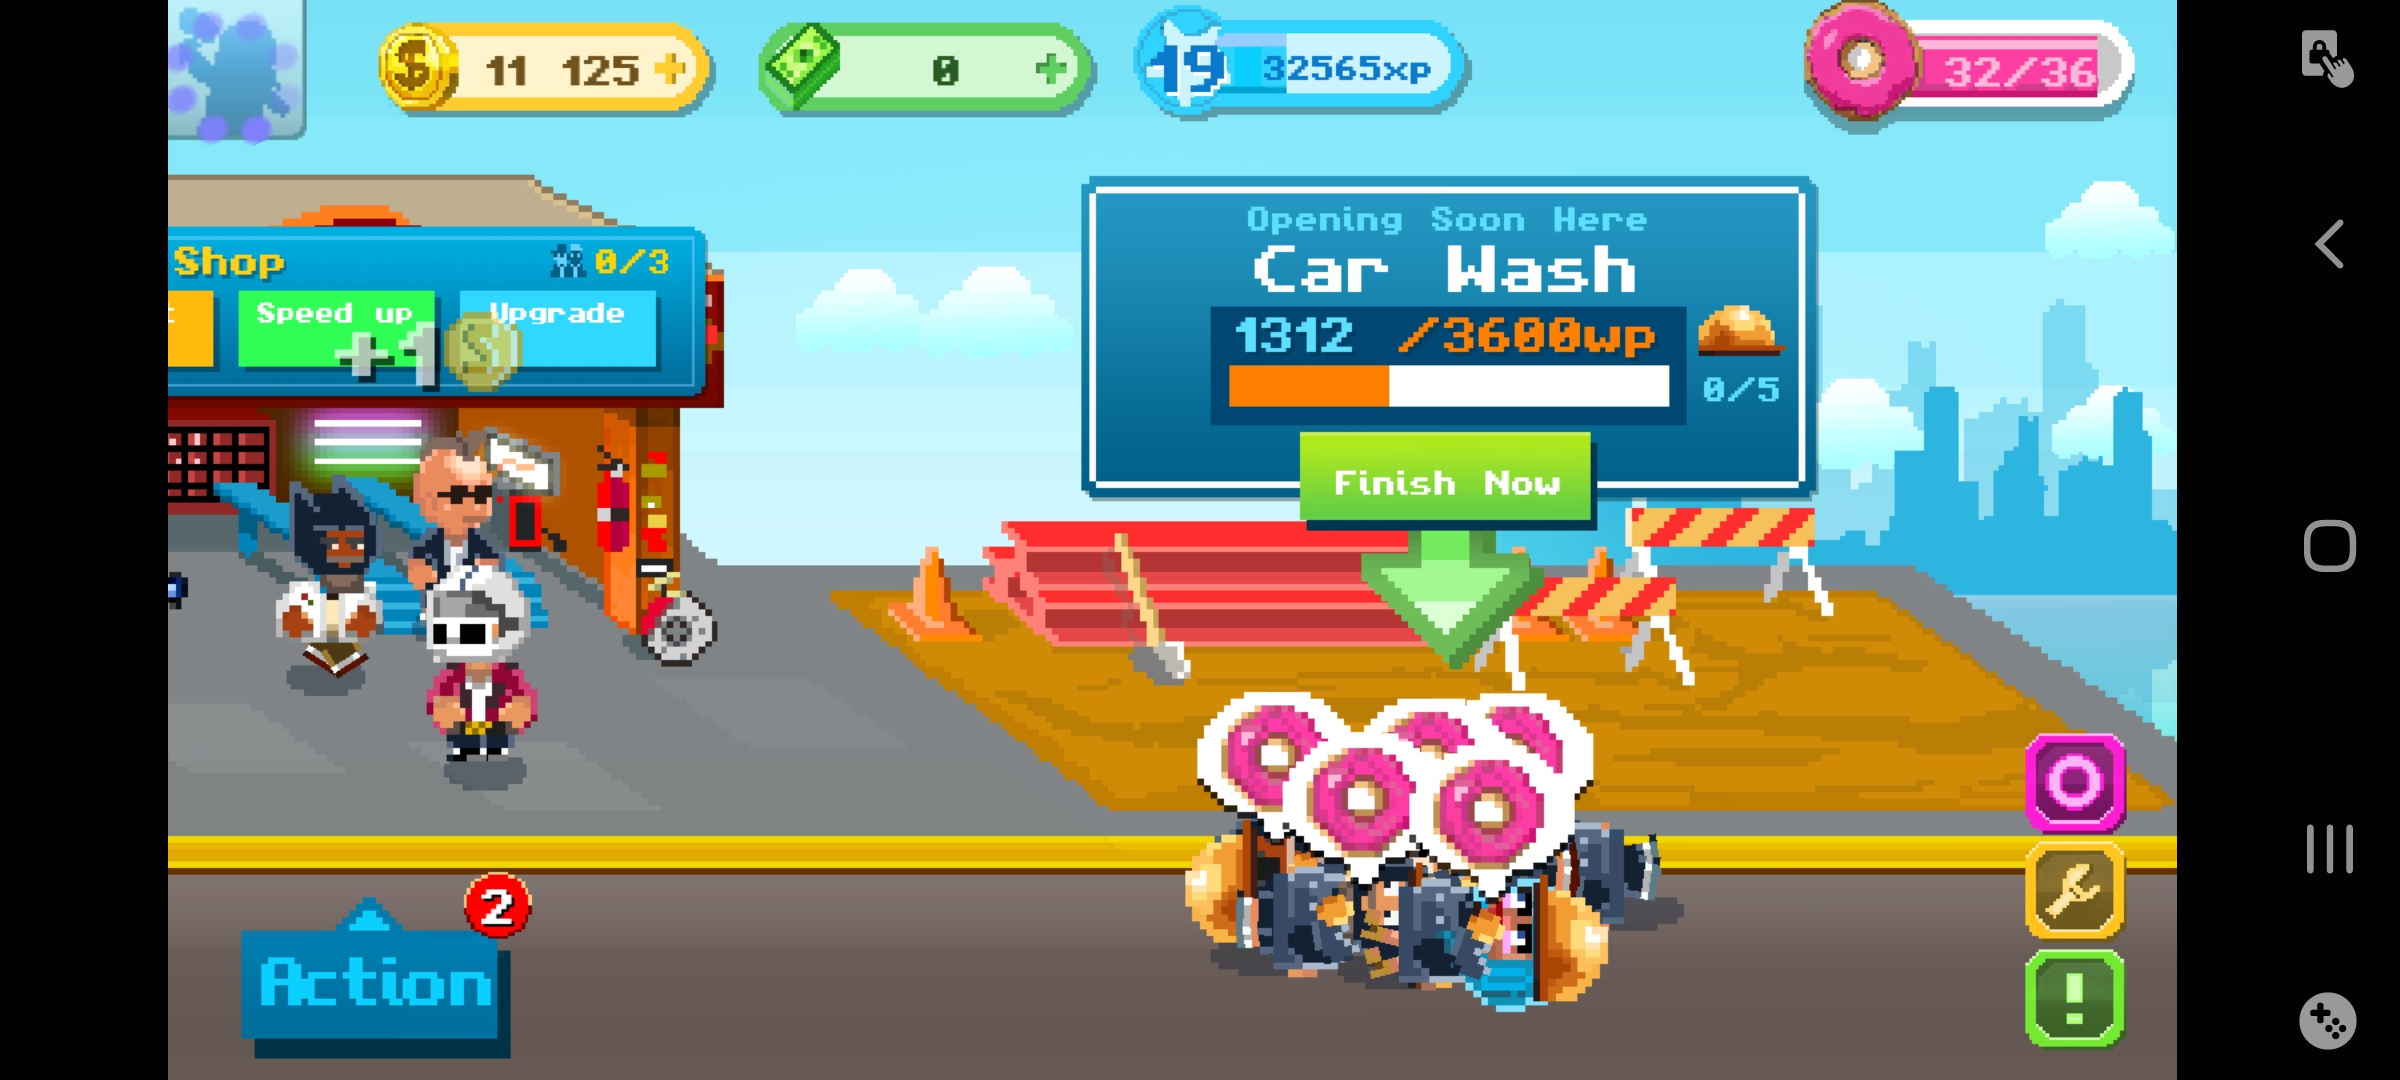 11 125
0
19 32565xp
32/36
Shop 0/3
Speed up
Upgrade
+1
Opening Soon Here
Car Wash
1312 /3600wp
0/5
Finish Now
2
Action